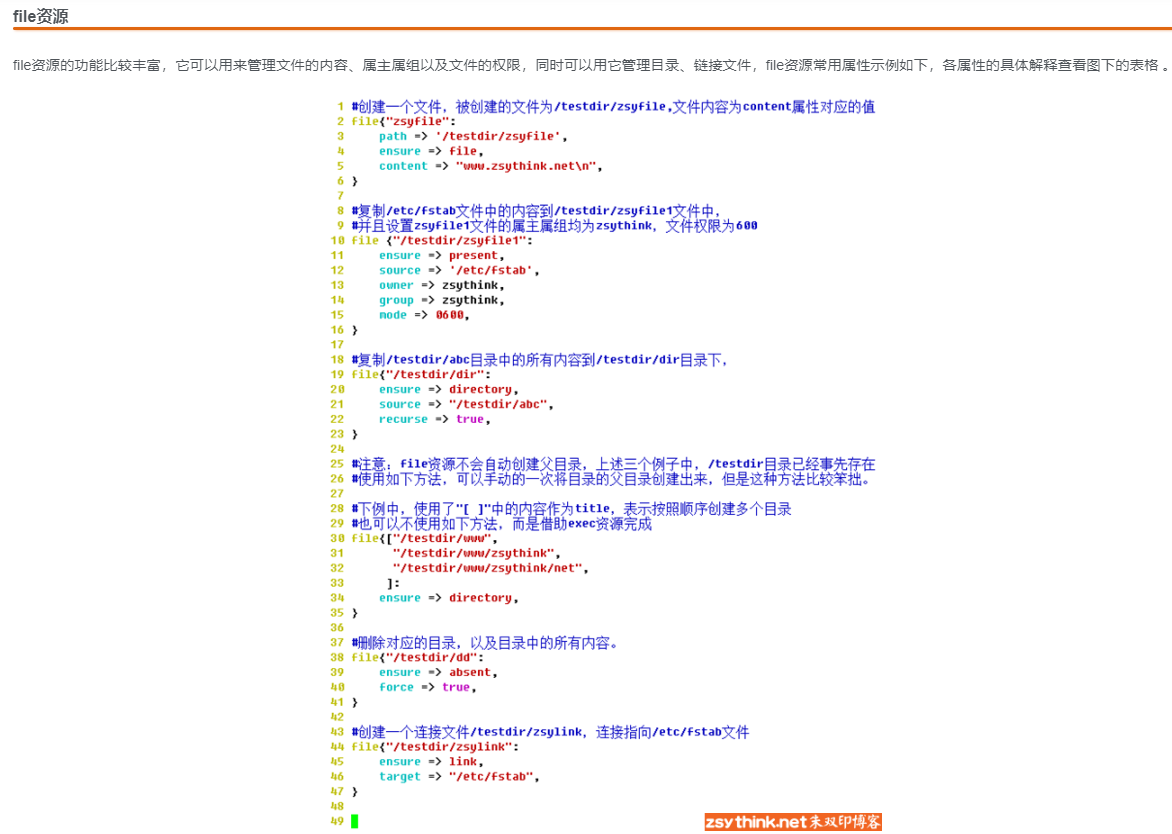 file资源
file资源的功能比较丰富，它可以用来管理文件的内容、属主属组以及文件的权限，同时可以用它管理目录、链接文件，file资源常用属性示例如下，各属性的具体解释查看图下的表格 。
1 #创建一个文件，被创建的文件为/testdir/zsyfile,文件内容为content属性对应的值
2 file{"zsyfile":
3     path => '/testdir/zsyfile',
4     ensure => file,
5     content => "www.zsythink.net\n",
6 }
7
8 #复制/etc/fstab文件中的内容到/testdir/zsyfile1文件中，
9 #并且设置zsyfile1文件的属主属组均为zsythink，文件权限为600
10 file {"/testdir/zsyfile1":
11     ensure => present,
12     source => '/etc/fstab',
13     owner => zsythink,
14     group => zsythink,
15     mode => 0600,
16 }
17
18 #复制/testdir/abc目录中的所有内容到/testdir/dir目录下，
19 file{"/testdir/dir":
20     ensure => directory,
21     source => "/testdir/abc",
22     recurse => true,
23 }
24
25 #注意：file资源不会自动创建父目录，上述三个例子中，/testdir目录已经事先存在
26 #使用如下方法，可以手动的一次将目录的父目录创建出来，但是这种方法比较笨拙。
27
28 #下例中，使用了"[ ]"中的内容作为title，表示按照顺序创建多个目录
29 #也可以不使用如下方法，而是借助exec资源完成
30 file{["/testdir/www",
31       "/testdir/www/zsythink",
32       "/testdir/www/zsythink/net",
33      ]:
34     ensure => directory,
35 }
36
37 #删除对应的目录，以及目录中的所有内容。
38 file{"/testdir/dd":
39     ensure => absent,
40     force => true,
41 }
42
43 #创建一个连接文件/testdir/zsylink，连接指向/etc/fstab文件
44 file{"/testdir/zsylink":
45     ensure => link,
46     target => "/etc/fstab",
47 }
48
49
zsythink.net朱双印博客